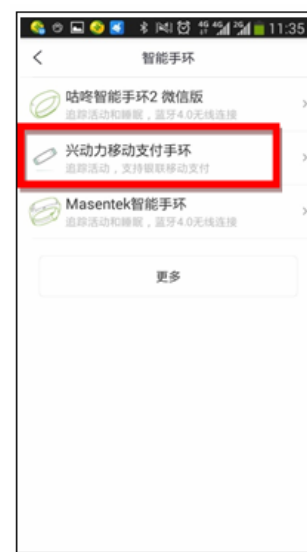 4G 4G 2G 11:35
智能手环
咕咚智能手环2 微信版
追踪活动和睡眠，蓝牙4.0无线连接
兴动力移动支付手环
追踪活动，支持银联移动支付
Masentek智能手环
追踪活动和睡眠，蓝牙4.0无线连接
更多